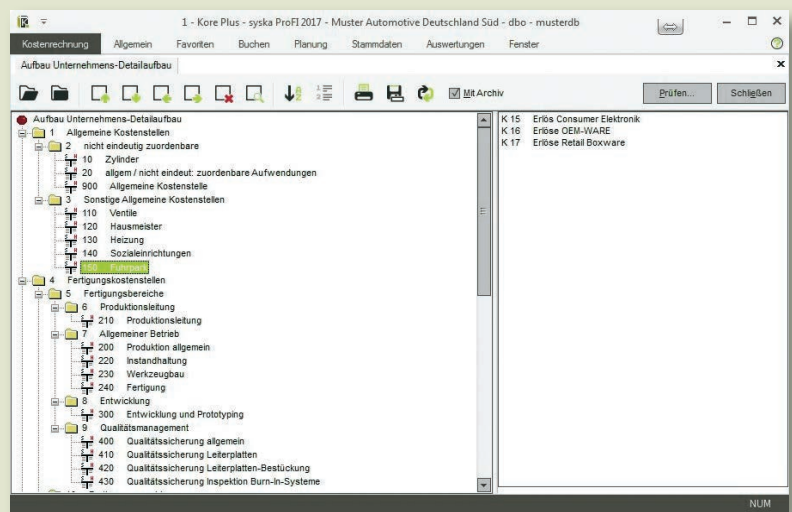 1 - Kore Plus - syska ProFI 2017 - Muster Automotive Deutschland Süd - dbo - musterdb
Kostenrechnung Allgemein Favoriten Buchen Planung Stammdaten Auswertungen Fenster
Aufbau Unternehmens-Detailaufbau
Mit Archiv Prüfen... Schließen
Aufbau Unternehmens-Detailaufbau
1 Allgemeine Kostenstellen
2 nicht eindeutig zuordenbare
10 Zylinder
20 allgem / nicht eindeut: zuordenbare Aufwendungen
900 Allgemeine Kostenstelle
3 Sonstige Allgemeine Kostenstellen
110 Ventile
120 Hausmeister
130 Heizung
140 Sozialeinrichtungen
150 Fuhrpark
4 Fertigungskostenstellen
5 Fertigungsbereiche
6 Produktionsleitung
210 Produktionsleitung
7 Allgemeiner Betrieb
200 Produktion allgemein
220 Instandhaltung
230 Werkzeugbau
240 Fertigung
8 Entwicklung
300 Entwicklung und Prototyping
9 Qualitätsmanagement
400 Qualitätssicherung allgemein
410 Qualitätssicherung Leiterplatten
420 Qualitätssicherung Leiterplatten-Bestückung
430 Qualitätssicherung Inspektion Burn-In-Systeme
K 15 Erlös Consumer Elektronik
K 16 Erlöse OEM-WARE
K 17 Erlöse Retail Boxware
NUM